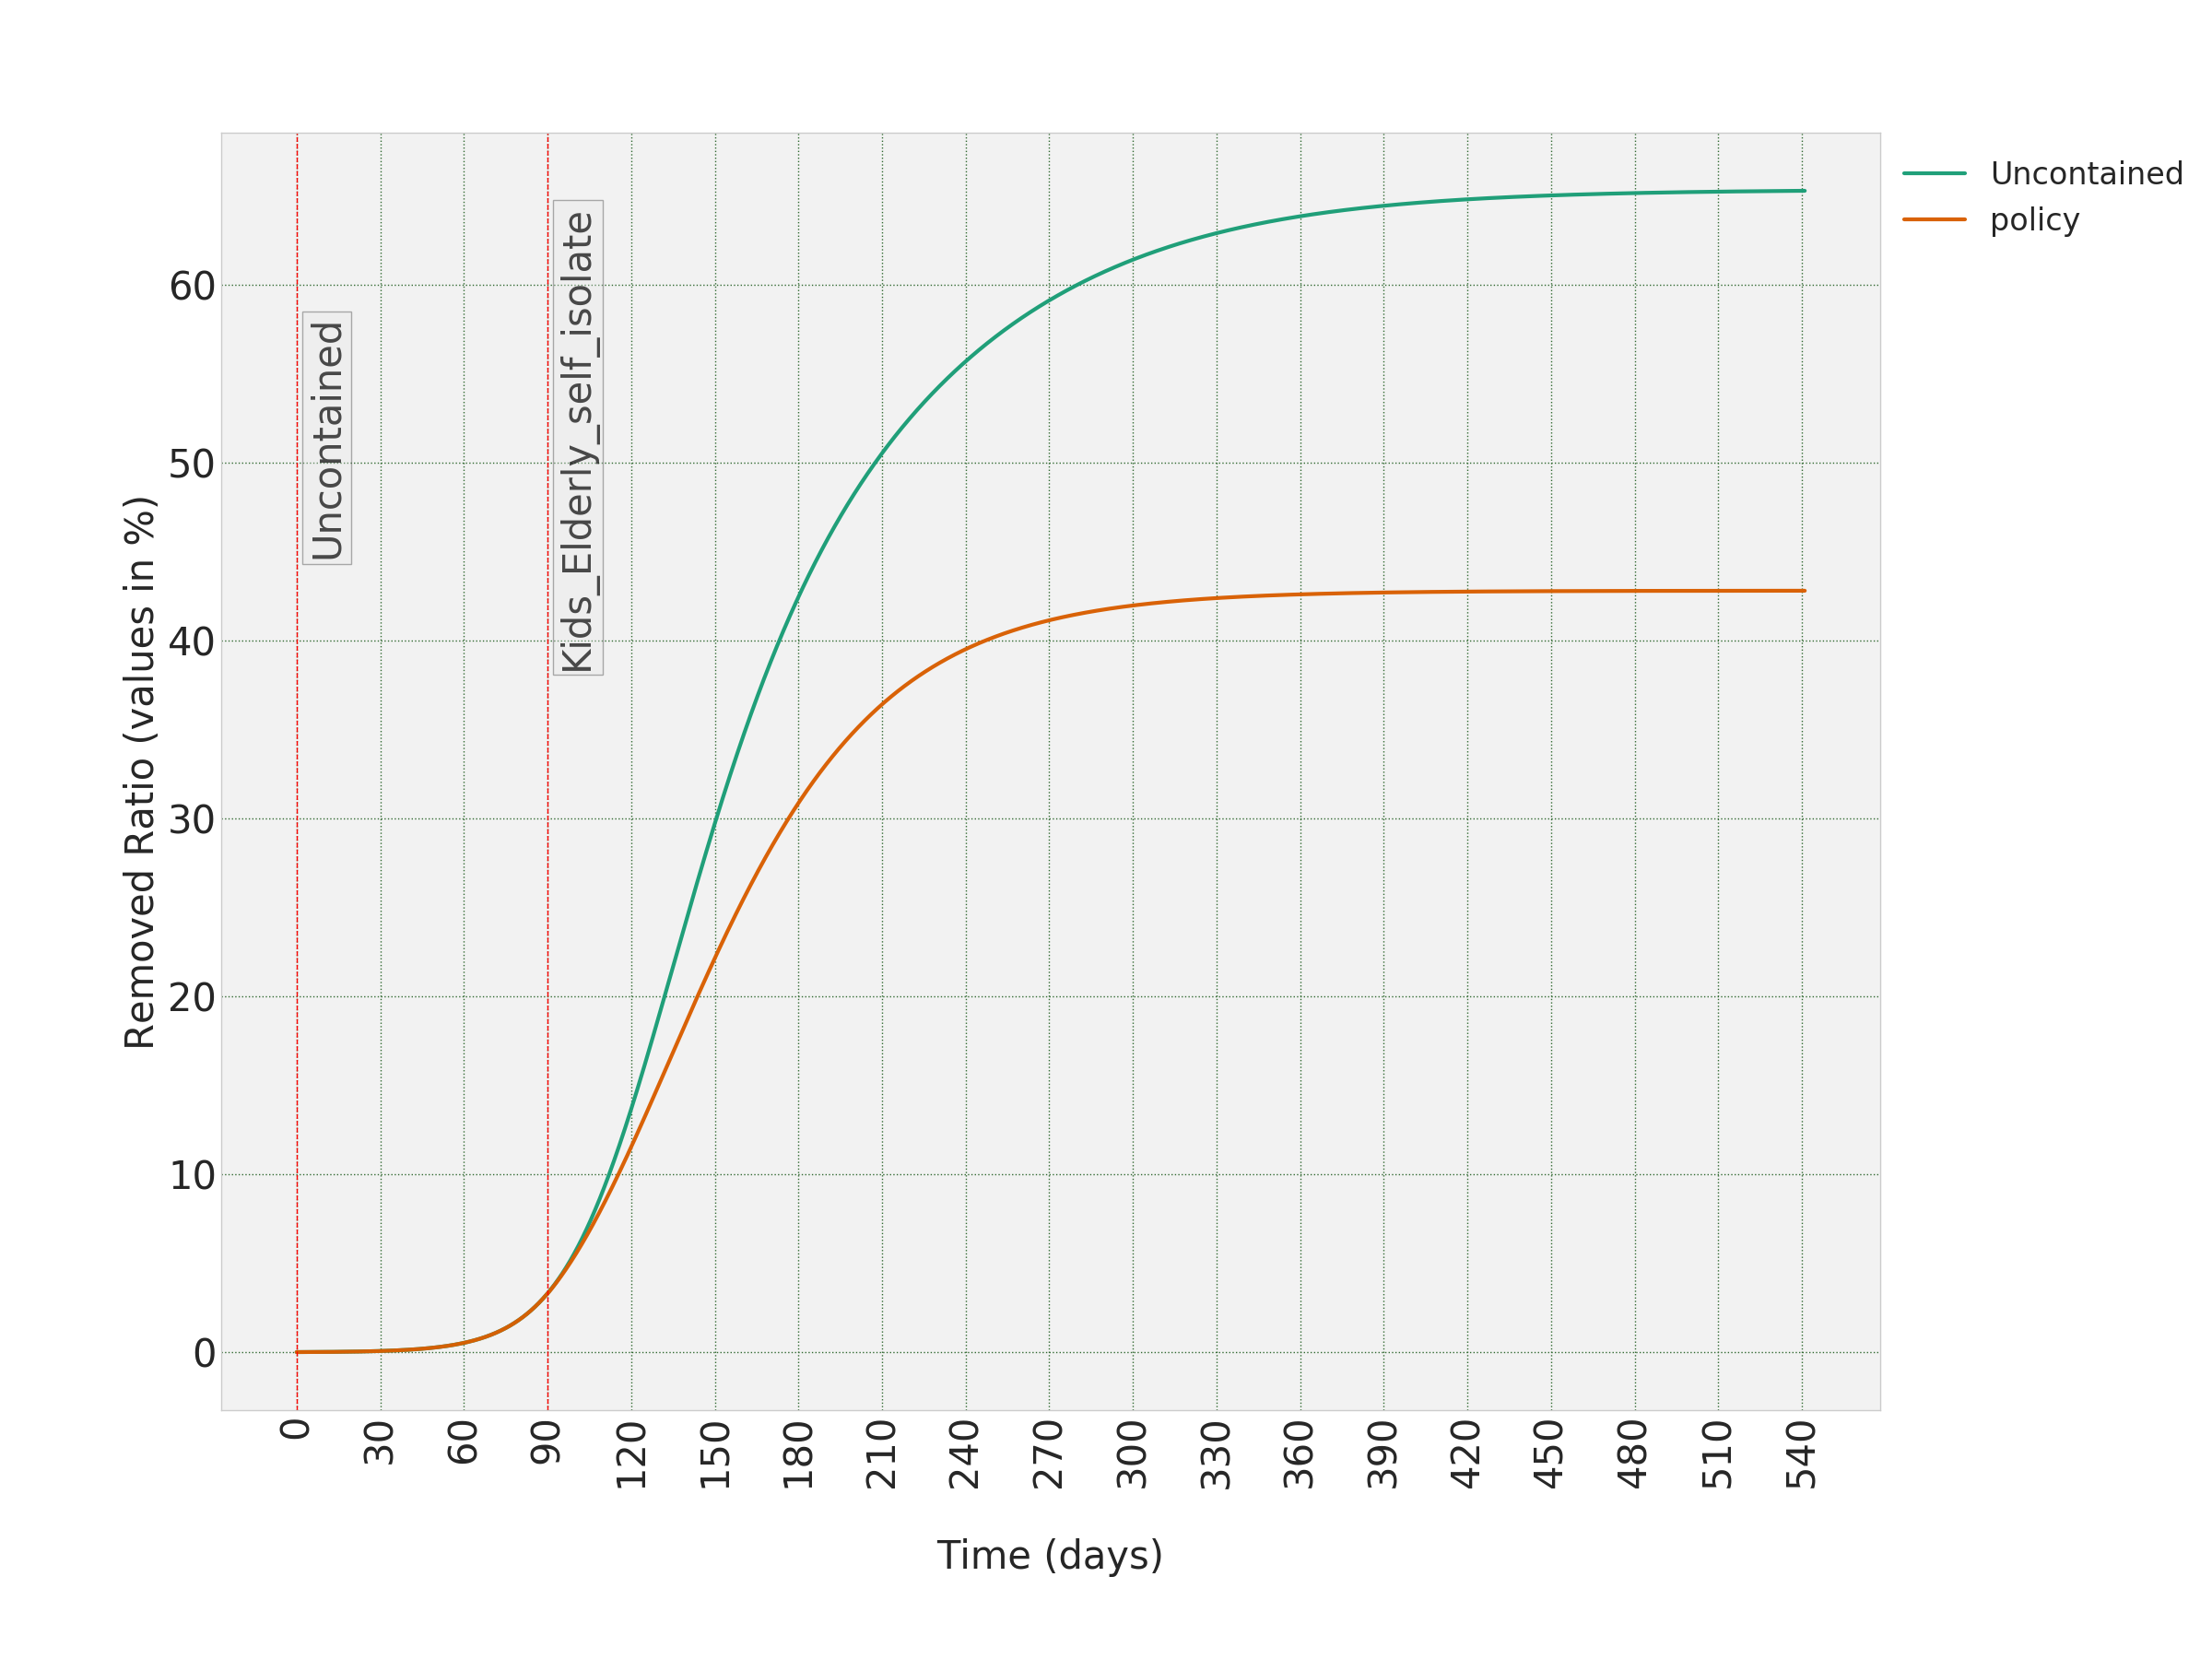 Uncontained
policy
Uncontained
Kids_Elderly_self_isolate
Removed Ratio (values in %)
60
50
40
30
20
10
0
0 30 60 90 120 150 180 210 240 270 300 330 360 390 420 450 480 510 540
Time (days)